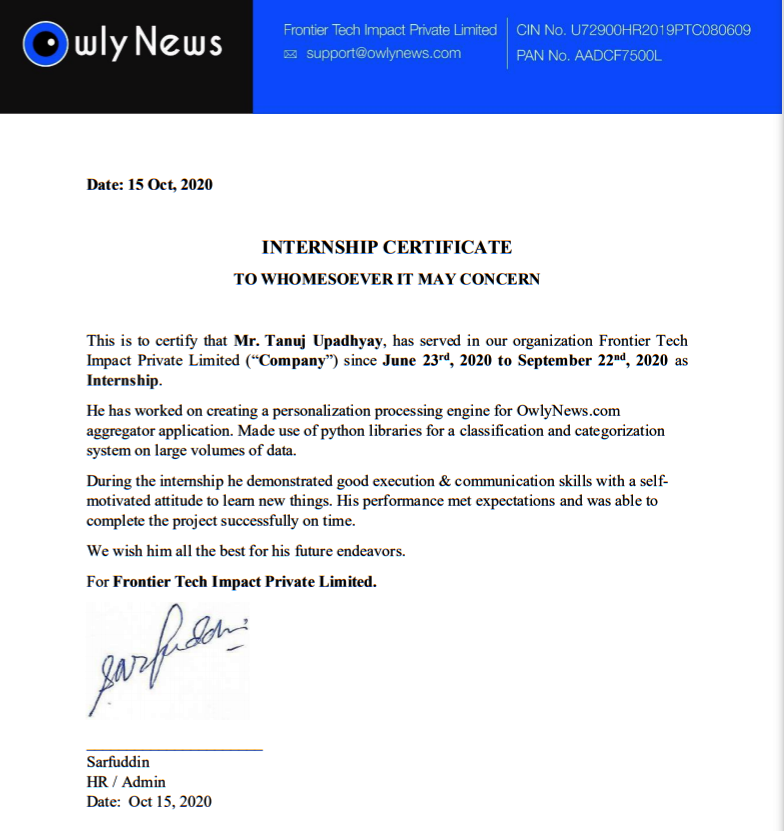 Owly News
Frontier Tech Impact Private Limited
support@owlynews.com
CIN No. U72900HR2019PTC080609
PAN No. AADCF7500L
Date: 15 Oct, 2020
INTERNSHIP CERTIFICATE
TO WHOMESOEVER IT MAY CONCERN
This is to certify that Mr. Tanuj Upadhyay, has served in our organization Frontier Tech
Impact Private Limited (“Company”) since June 23rd, 2020 to September 22nd, 2020 as
Internship.
He has worked on creating a personalization processing engine for OwlyNews.com
aggregator application. Made use of python libraries for a classification and categorization
system on large volumes of data.
During the internship he demonstrated good execution & communication skills with a self-
motivated attitude to learn new things. His performance met expectations and was able to
complete the project successfully on time.
We wish him all the best for his future endeavors.
For Frontier Tech Impact Private Limited.
Sarfuddin
Sarfuddin
HR / Admin
Date: Oct 15, 2020